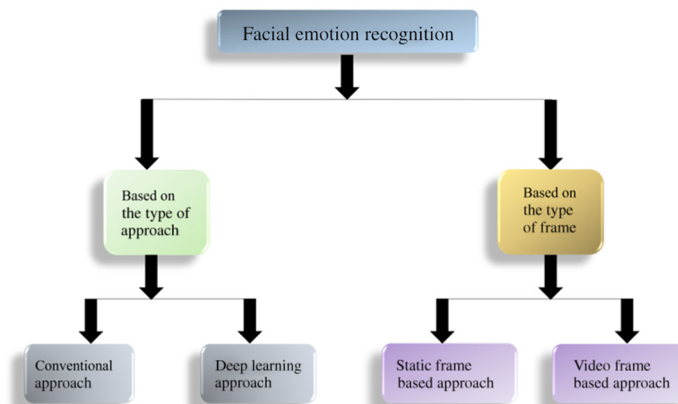 Facial emotion recognition
Based on
the type of
approach
Based on
the type
of frame
Conventional
approach
Deep learning
approach
Static frame
based approach
Video frame
based approach